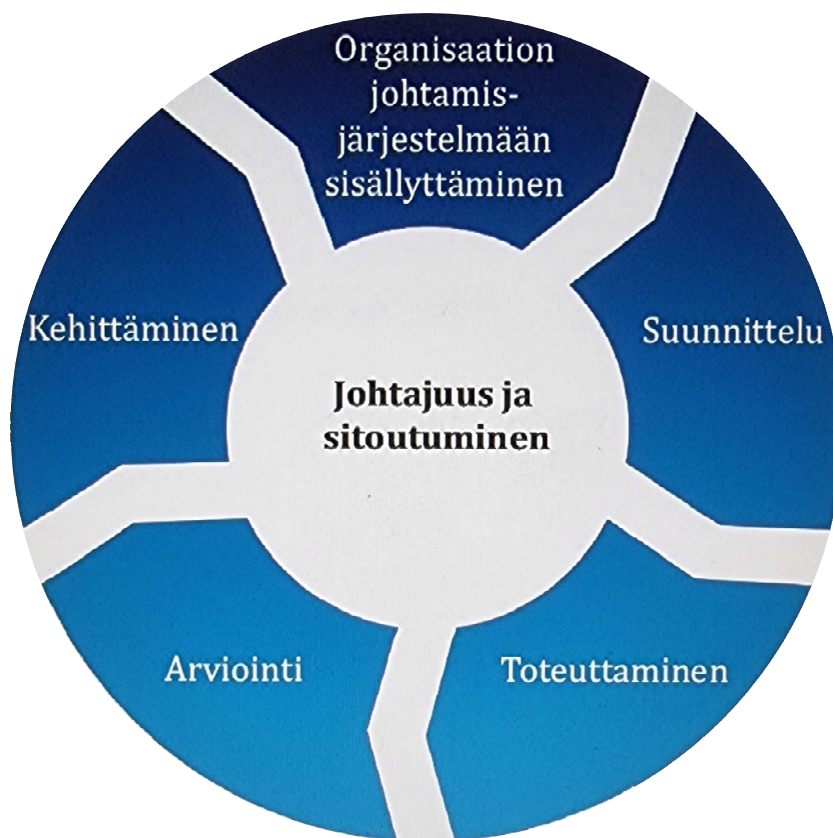 Organisaation
johtamis-
järjestelmään
sisällyttäminen
Kehittäminen
Suunnittelu
Johtajuus ja
sitoutuminen
Arviointi
Toteuttaminen